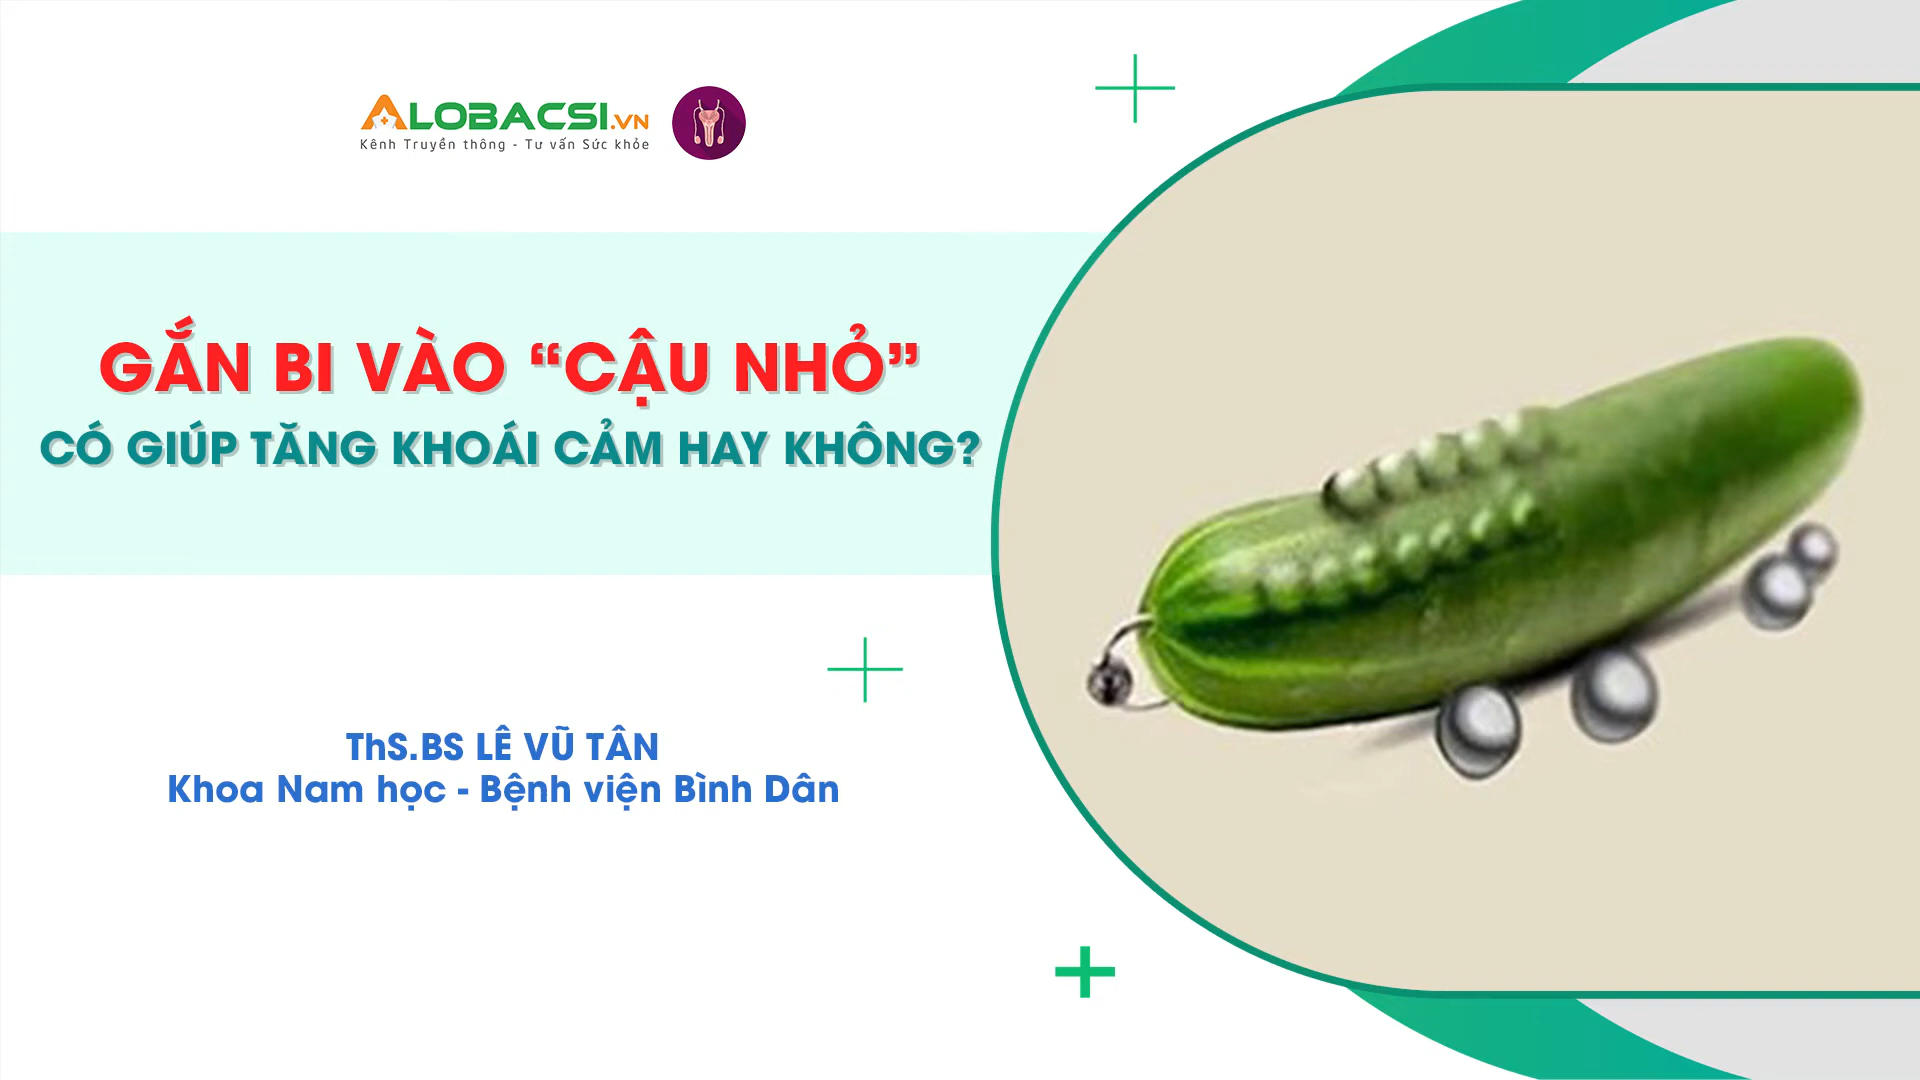 ALOBACSI.VN
Kênh Truyền thông - Tư vấn Sức khỏe
GẮN BI VÀO “CẬU NHỎ”
CÓ GIÚP TĂNG KHOÁI CẢM HAY KHÔNG?
ThS.BS LÊ VŨ TÂN
Khoa Nam học - Bệnh viện Bình Dân